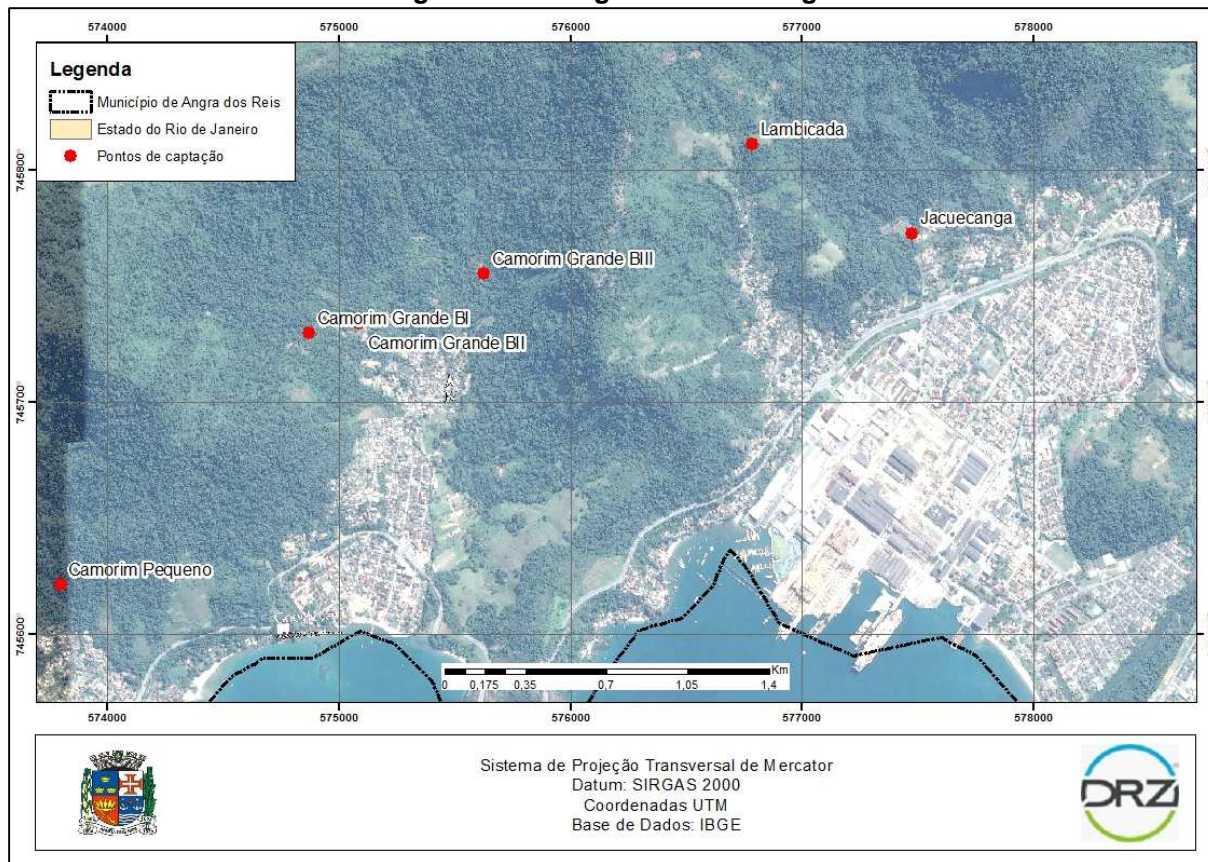 574000 575000 576000 577000 578000
Legenda
Município de Angra dos Reis
Estado do Rio de Janeiro
Pontos de captação
Lambicada
745800
Jacuecanga
Camorim Grande BIII
Camorim Grande BI
Camorim Grande BII
745700
Camorim Pequeno
745600
Km
0 0,175 0,35 0,7 1,05 1,4
574000 575000 576000 577000 578000
Sistema de Projeção Transversal de Mercator
Datum: SIRGAS 2000
Coordenadas UTM
Base de Dados: IBGE
DRZ